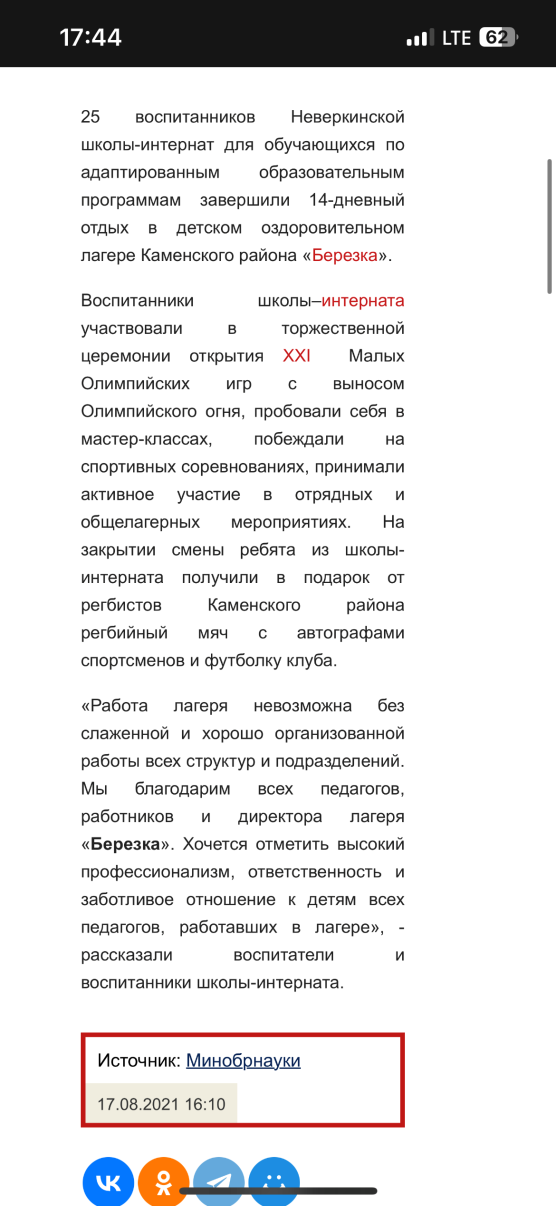 17:44 LTE 62
25 воспитанников Неверкинской
школы-интернат для обучающихся по
адаптированным образовательным
программам завершили 14-дневный
отдых в детском оздоровительном
лагере Каменского района «Березка».
Воспитанники школы–интерната
участвовали в торжественной
церемонии открытия XXI Малых
Олимпийских игр с выносом
Олимпийского огня, пробовали себя в
мастер-классах, побеждали на
спортивных соревнованиях, принимали
активное участие в отрядных и
общелагерных мероприятиях. На
закрытии смены ребята из школы-
интерната получили в подарок от
регбистов Каменского района
регбийный мяч с автографами
спортсменов и футболку клуба.
«Работа лагеря невозможна без
слаженной и хорошо организованной
работы всех структур и подразделений.
Мы благодарим всех педагогов,
работников и директора лагеря
«Березка». Хочется отметить высокий
профессионализм, ответственность и
заботливое отношение к детям всех
педагогов, работавших в лагере», -
рассказали воспитатели и
воспитанники школы-интерната.
Источник: Минобрнауки
17.08.2021 16:10